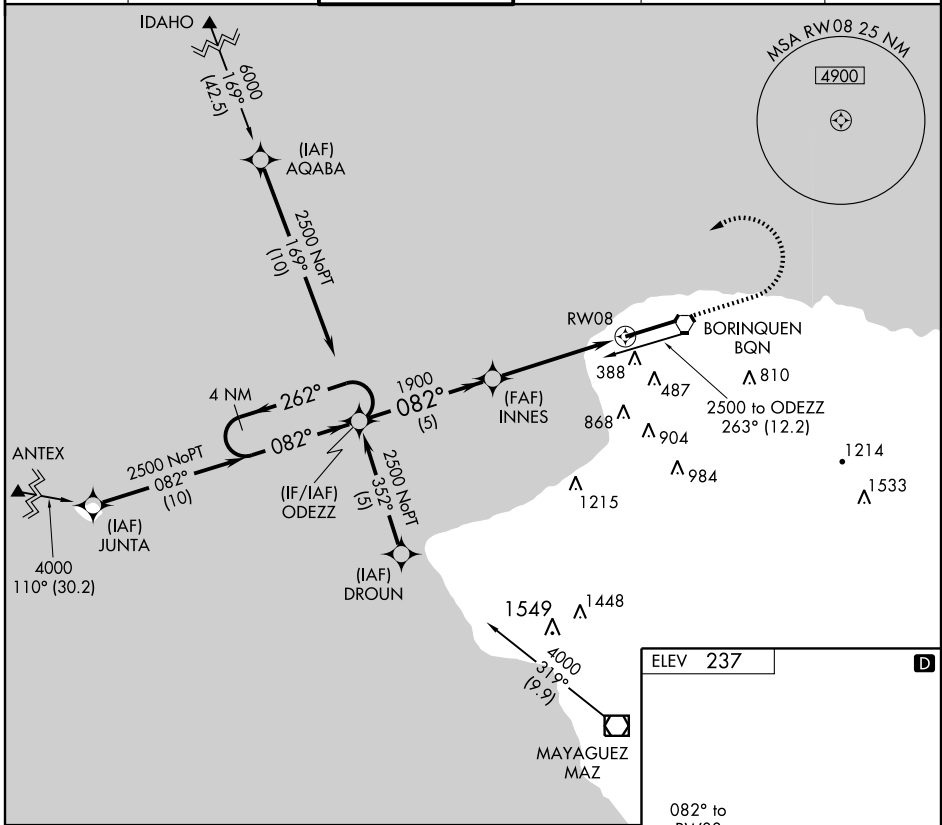 IDAHO
6000
169°
(42.5)
(IAF)
AQABA
2500 NoPT
169°
(10)
MSA RW08 25 NM
4900
RW08
BORINQUEN
BQN
388
487
810
868
904
984
1214
1215
1533
2500 to ODEZZ
263° (12.2)
4 NM
262°
1900
082°
(5)
(FAF)
INNES
082°
ANTEX
2500 NoPT
082°
(10)
(IF/IAF)
ODEZZ
2500 NoPT
352°
(5)
(IAF)
JUNTA
4000
110° (30.2)
(IAF)
DROUN
1549
1448
4000
319°
(9.9)
MAYAGUEZ
MAZ
ELEV 237
D
082° to